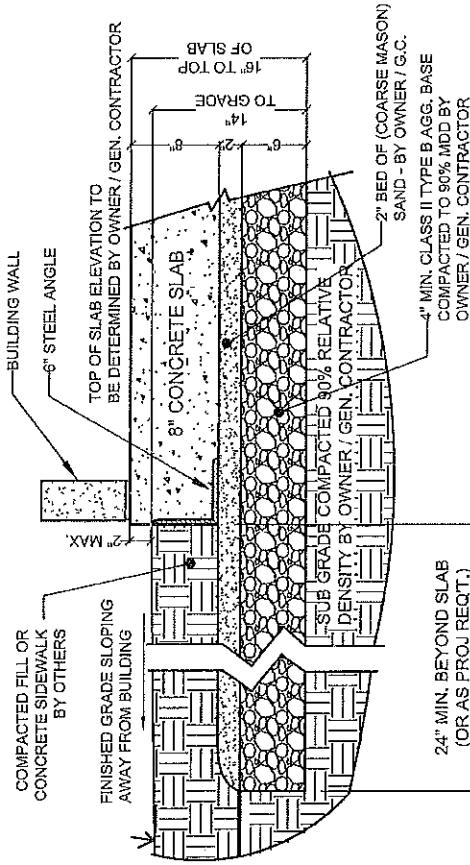 BUILDING WALL
6" STEEL ANGLE
TOP OF SLAB ELEVATION TO
BE DETERMINED BY OWNER / GEN. CONTRACTOR
COMPACTED FILL OR
CONCRETE SIDEWALK
BY OTHERS
2" MAX.
FINISHED GRADE SLOPING
AWAY FROM BUILDING
8" CONCRETE SLAB
8"
2"
6"
14"
TO GRADE
16" TO TOP
OF SLAB
SUB GRADE COMPACTED 90% RELATIVE
DENSITY BY OWNER / GEN. CONTRACTOR
2" BED OF (COARSE MASON)
SAND - BY OWNER / G.C.
4" MIN. CLASS II TYPE B AGG. BASE
COMPACTED TO 90% MDD BY
OWNER / GEN. CONTRACTOR
24" MIN. BEYOND SLAB
(OR AS PROJ REQ'T.)